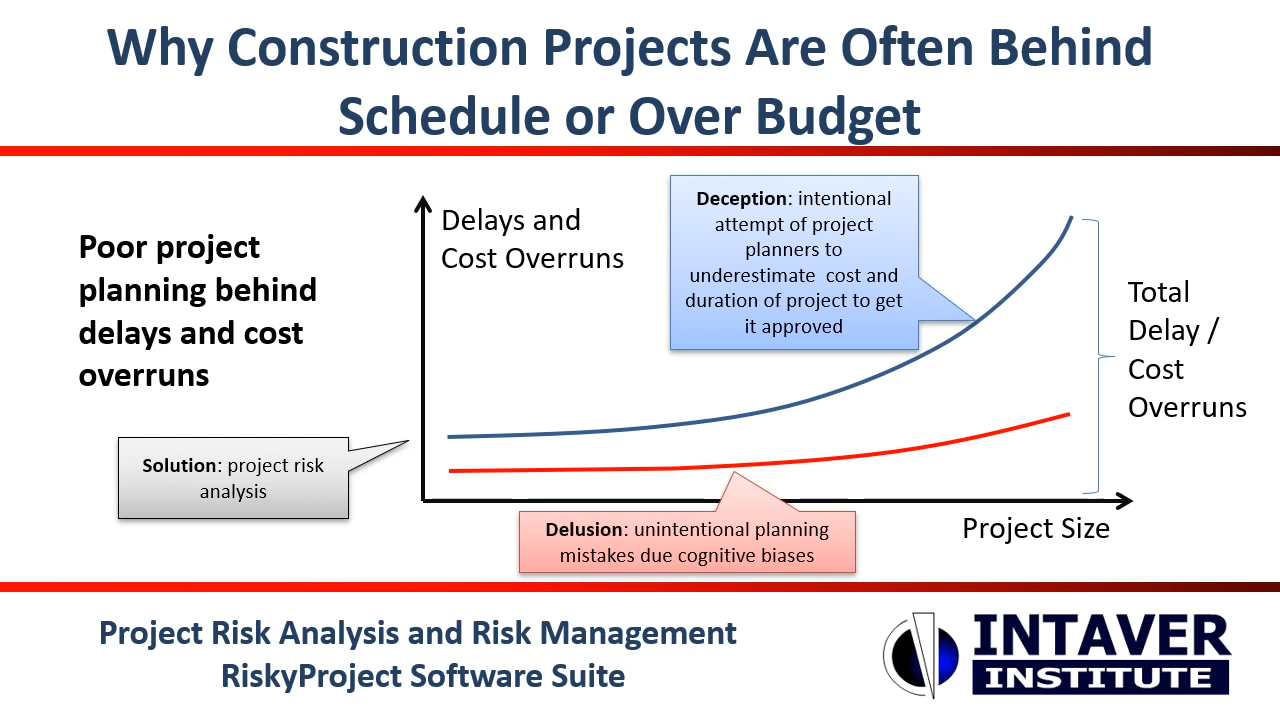 Why Construction Projects Are Often Behind
Schedule or Over Budget
Poor project
planning behind
delays and cost
overruns
Solution: project risk
analysis
Delays and
Cost Overruns
Deception: intentional
attempt of project
planners to
underestimate cost and
duration of project to get
it approved
Total
Delay /
Cost
Overruns
Delusion: unintentional planning
mistakes due cognitive biases
Project Size
Project Risk Analysis and Risk Management
RiskyProject Software Suite
INTAVER
INSTITUTE